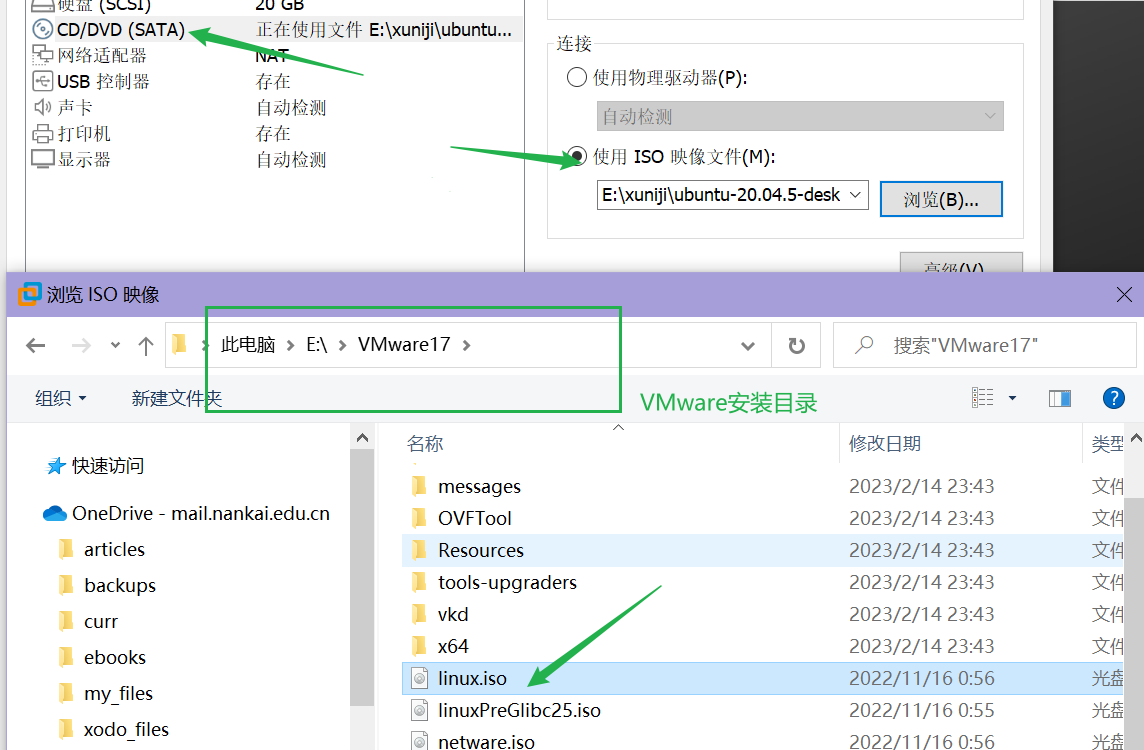 硬盘 (SCSI) 20 GB
CD/DVD (SATA) 正在使用文件 E:\xuniji\ubuntu...
网络适配器 NAT
USB 控制器 存在
声卡 自动检测
打印机 存在
显示器 自动检测
连接
使用物理驱动器(P):
自动检测
使用 ISO 映像文件(M):
E:\xuniji\ubuntu-20.04.5-desk
浏览(B)...
高级(V)
浏览 ISO 映像
此电脑 > E:\ > VMware17 >
搜索"VMware17"
组织 新建文件夹
VMware安装目录
快速访问
OneDrive - mail.nankai.edu.cn
articles
backups
curr
ebooks
my_files
xodo_files
名称 修改日期 类型
messages 2023/2/14 23:43 文件
OVFTool 2023/2/14 23:43 文件
Resources 2023/2/14 23:43 文件
tools-upgraders 2023/2/14 23:43 文件
vkd 2023/2/14 23:43 文件
x64 2023/2/14 23:43 文件
linux.iso 2022/11/16 0:56 光盘
linuxPreGlibc25.iso 2022/11/16 0:55 光盘
netware.iso 2022/11/16 0:56 光盘